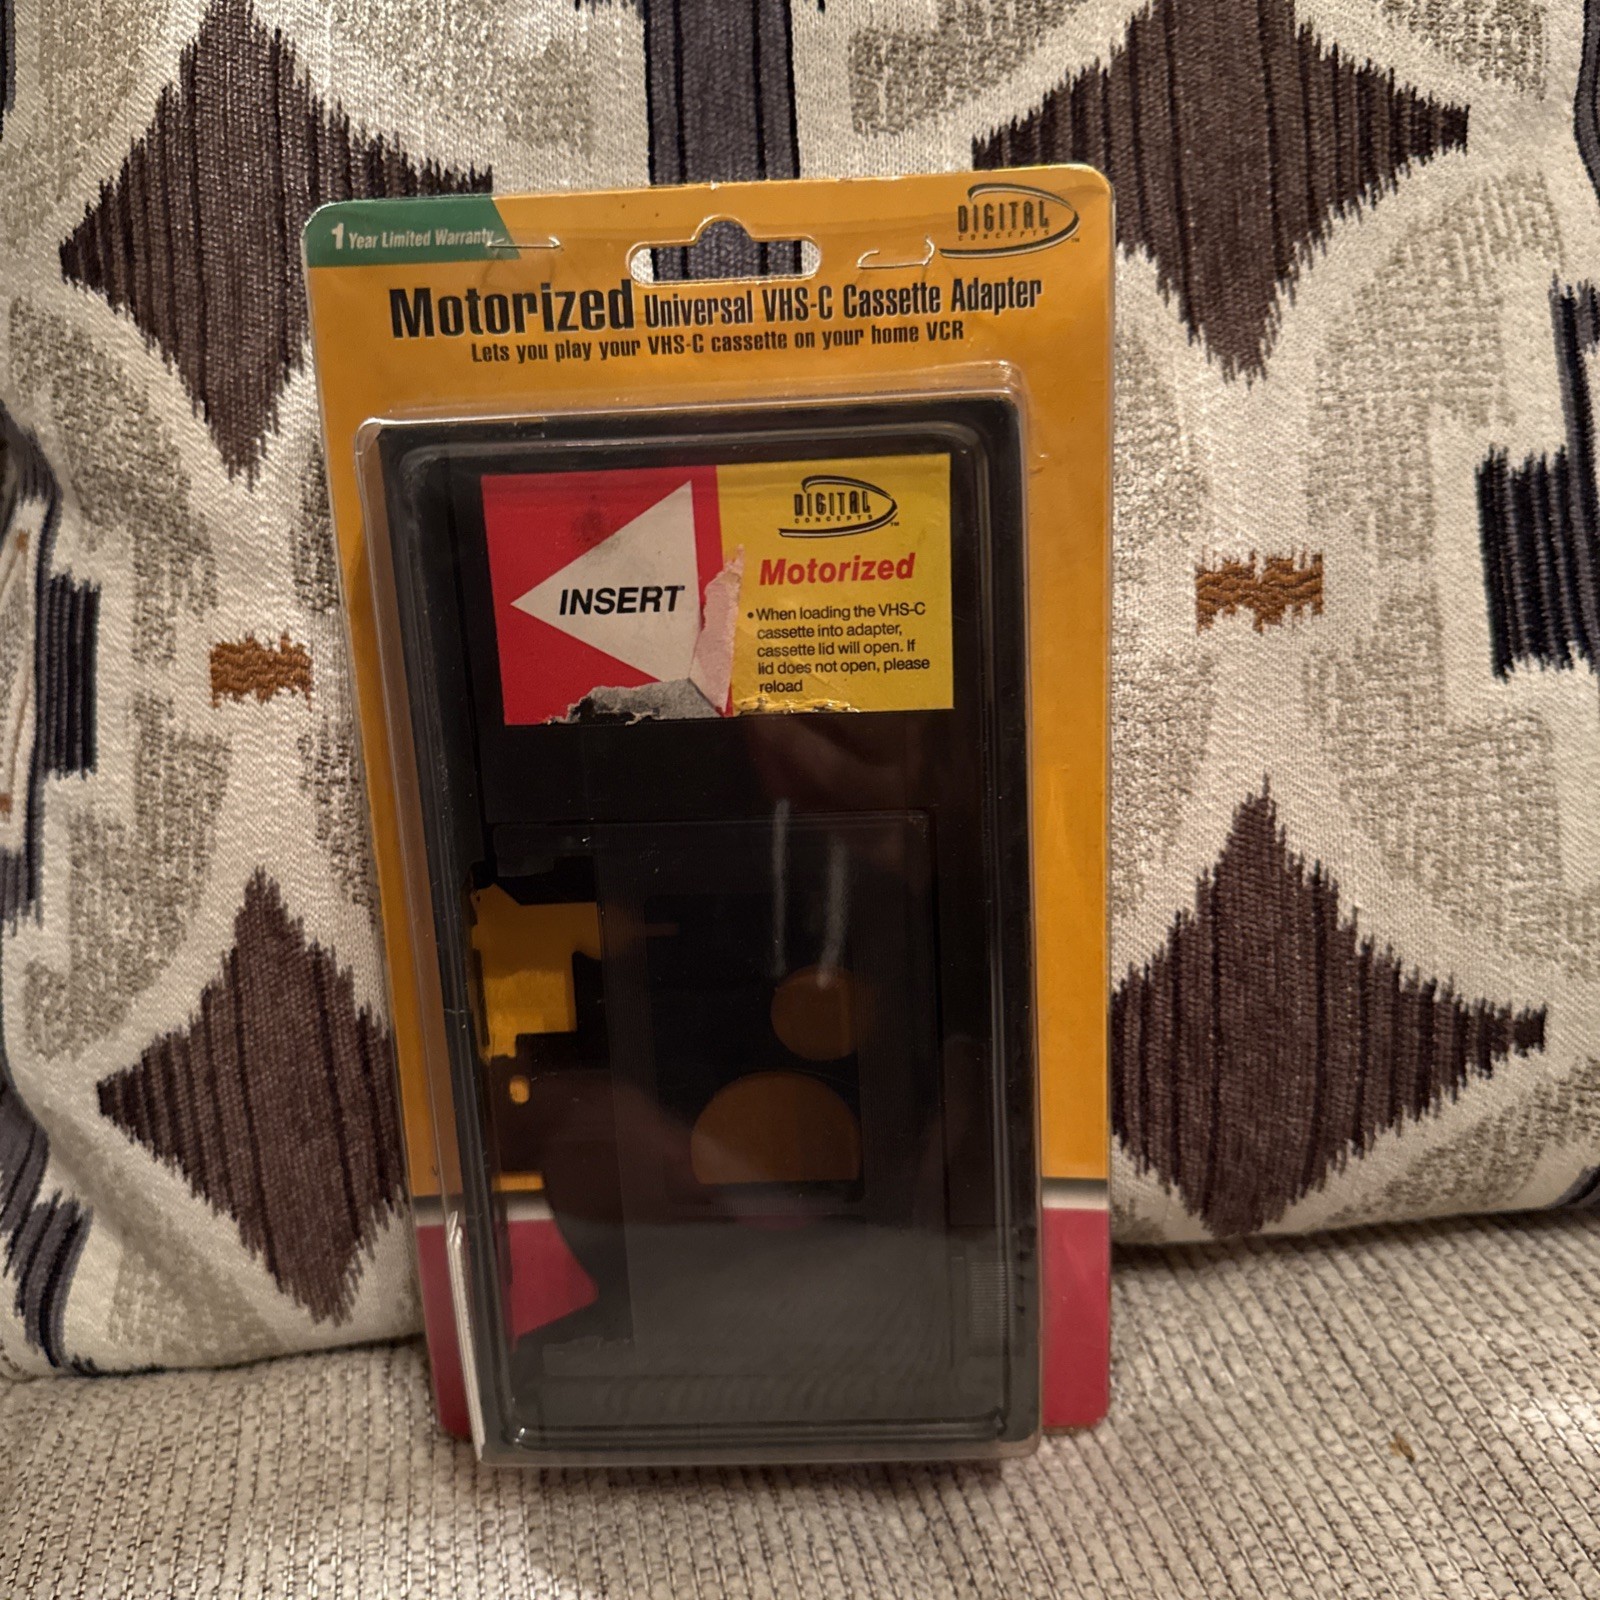 1 Year Limited Warranty
DIGITAL
CONCEPTS™
Motorized Universal VHS-C Cassette Adapter
Lets you play your VHS-C cassette on your home VCR
INSERT
DIGITAL
CONCEPTS™
Motorized
• When loading the VHS-C
cassette into adapter,
cassette lid will open. If
lid does not open, please
reload